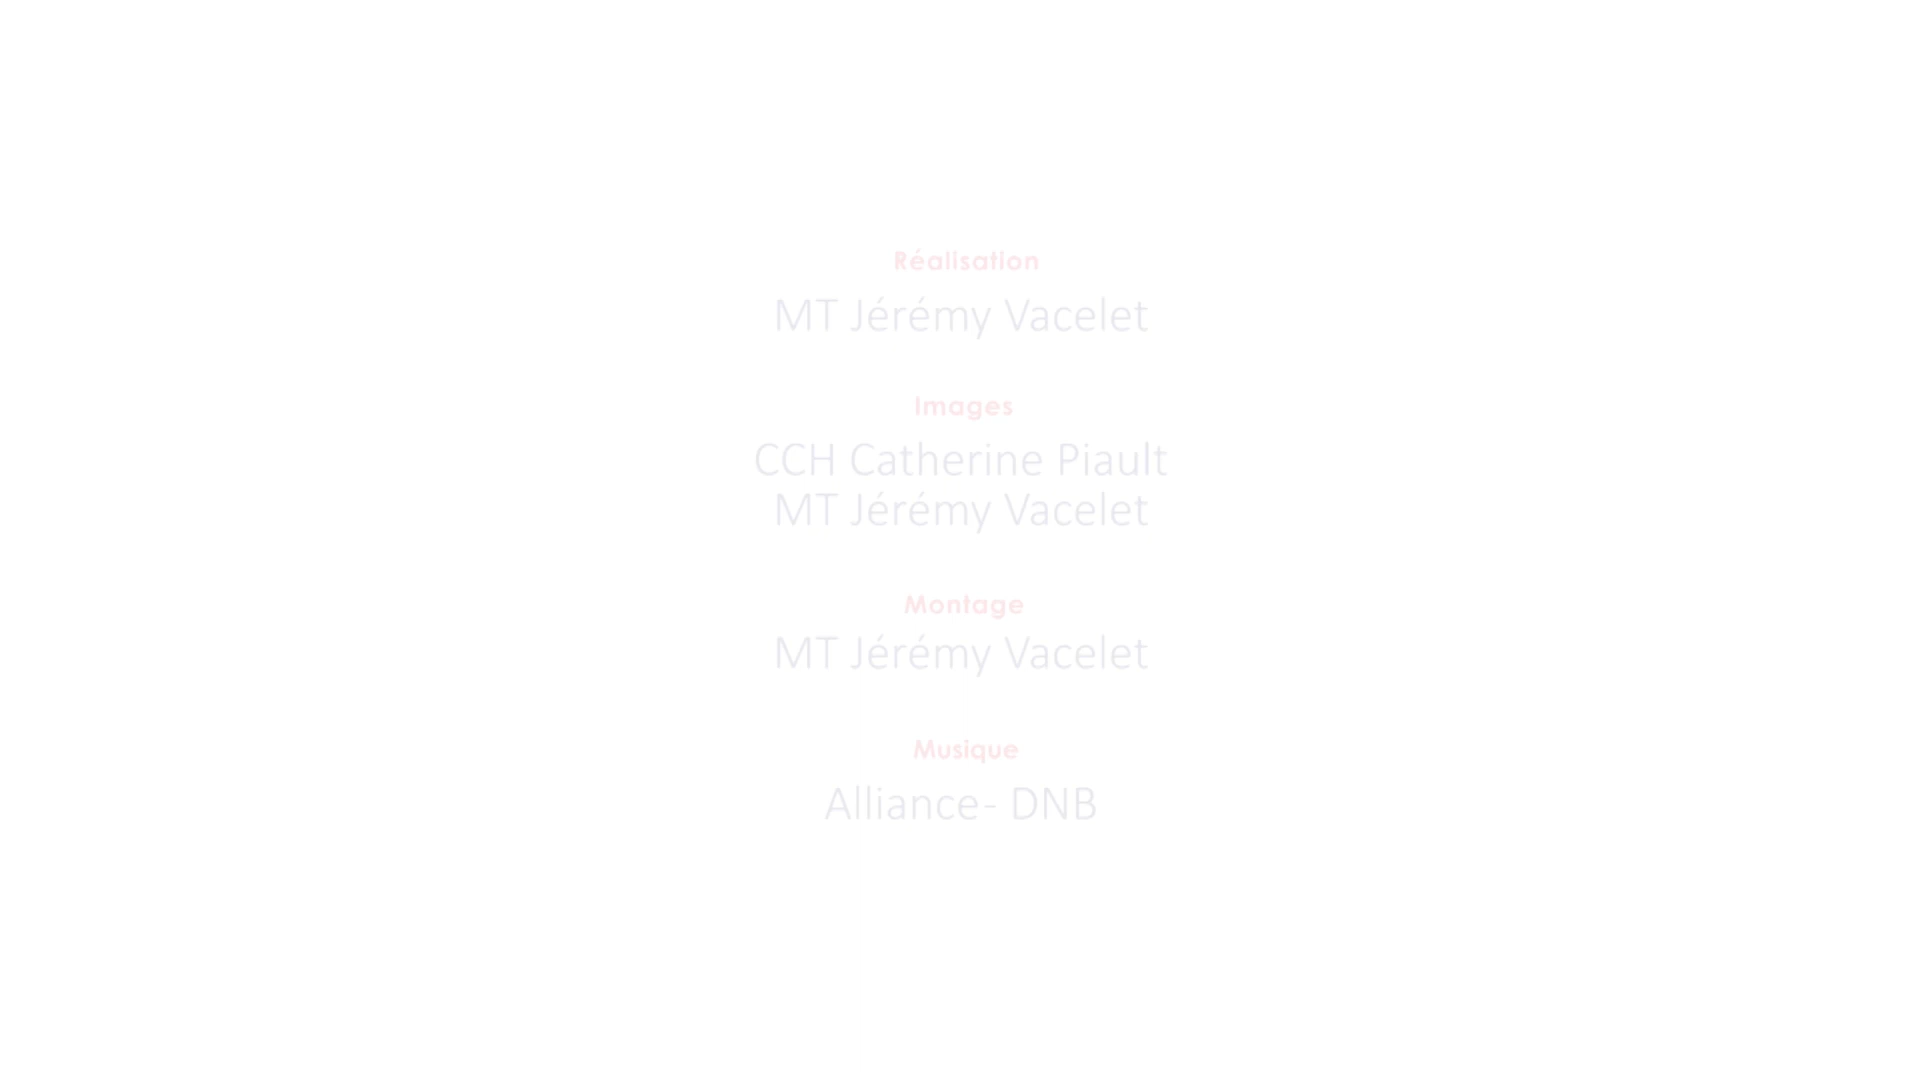 Réalisation
MT Jérémy Vacelet
Images
CCH Catherine Piault
MT Jérémy Vacelet
Montage
MT Jérémy Vacelet
Musique
Alliance- DNB